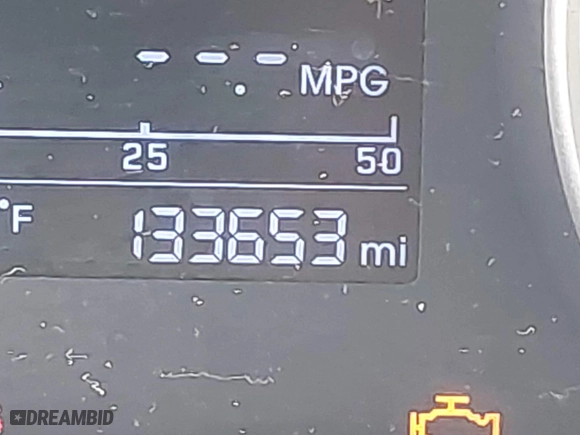 --.- MPG
25 50
°F 133653 mi
DREAMBID